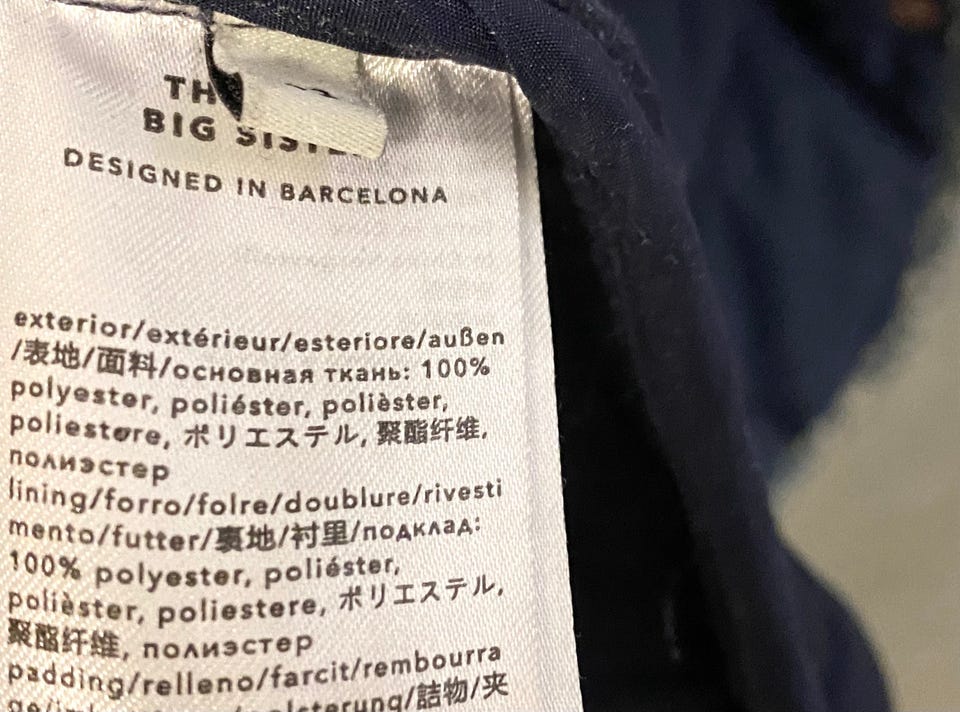 BIG
DESIGNED IN BARCELONA
exterior/extérieur/esteriore/außen
/表地/面料/основная ткань: 100%
polyester, poliéster, polièster,
poliestere, ポリエステル, 聚酯纤维,
полиэстер
lining/forro/folre/doublure/rivesti
mento/futter/裏地/衬里/подклад:
100% polyester, poliéster,
polièster, poliestere, ポリエステル,
聚酯纤维, полиэстер
padding/relleno/farcit/rembourra
/詰物/夹